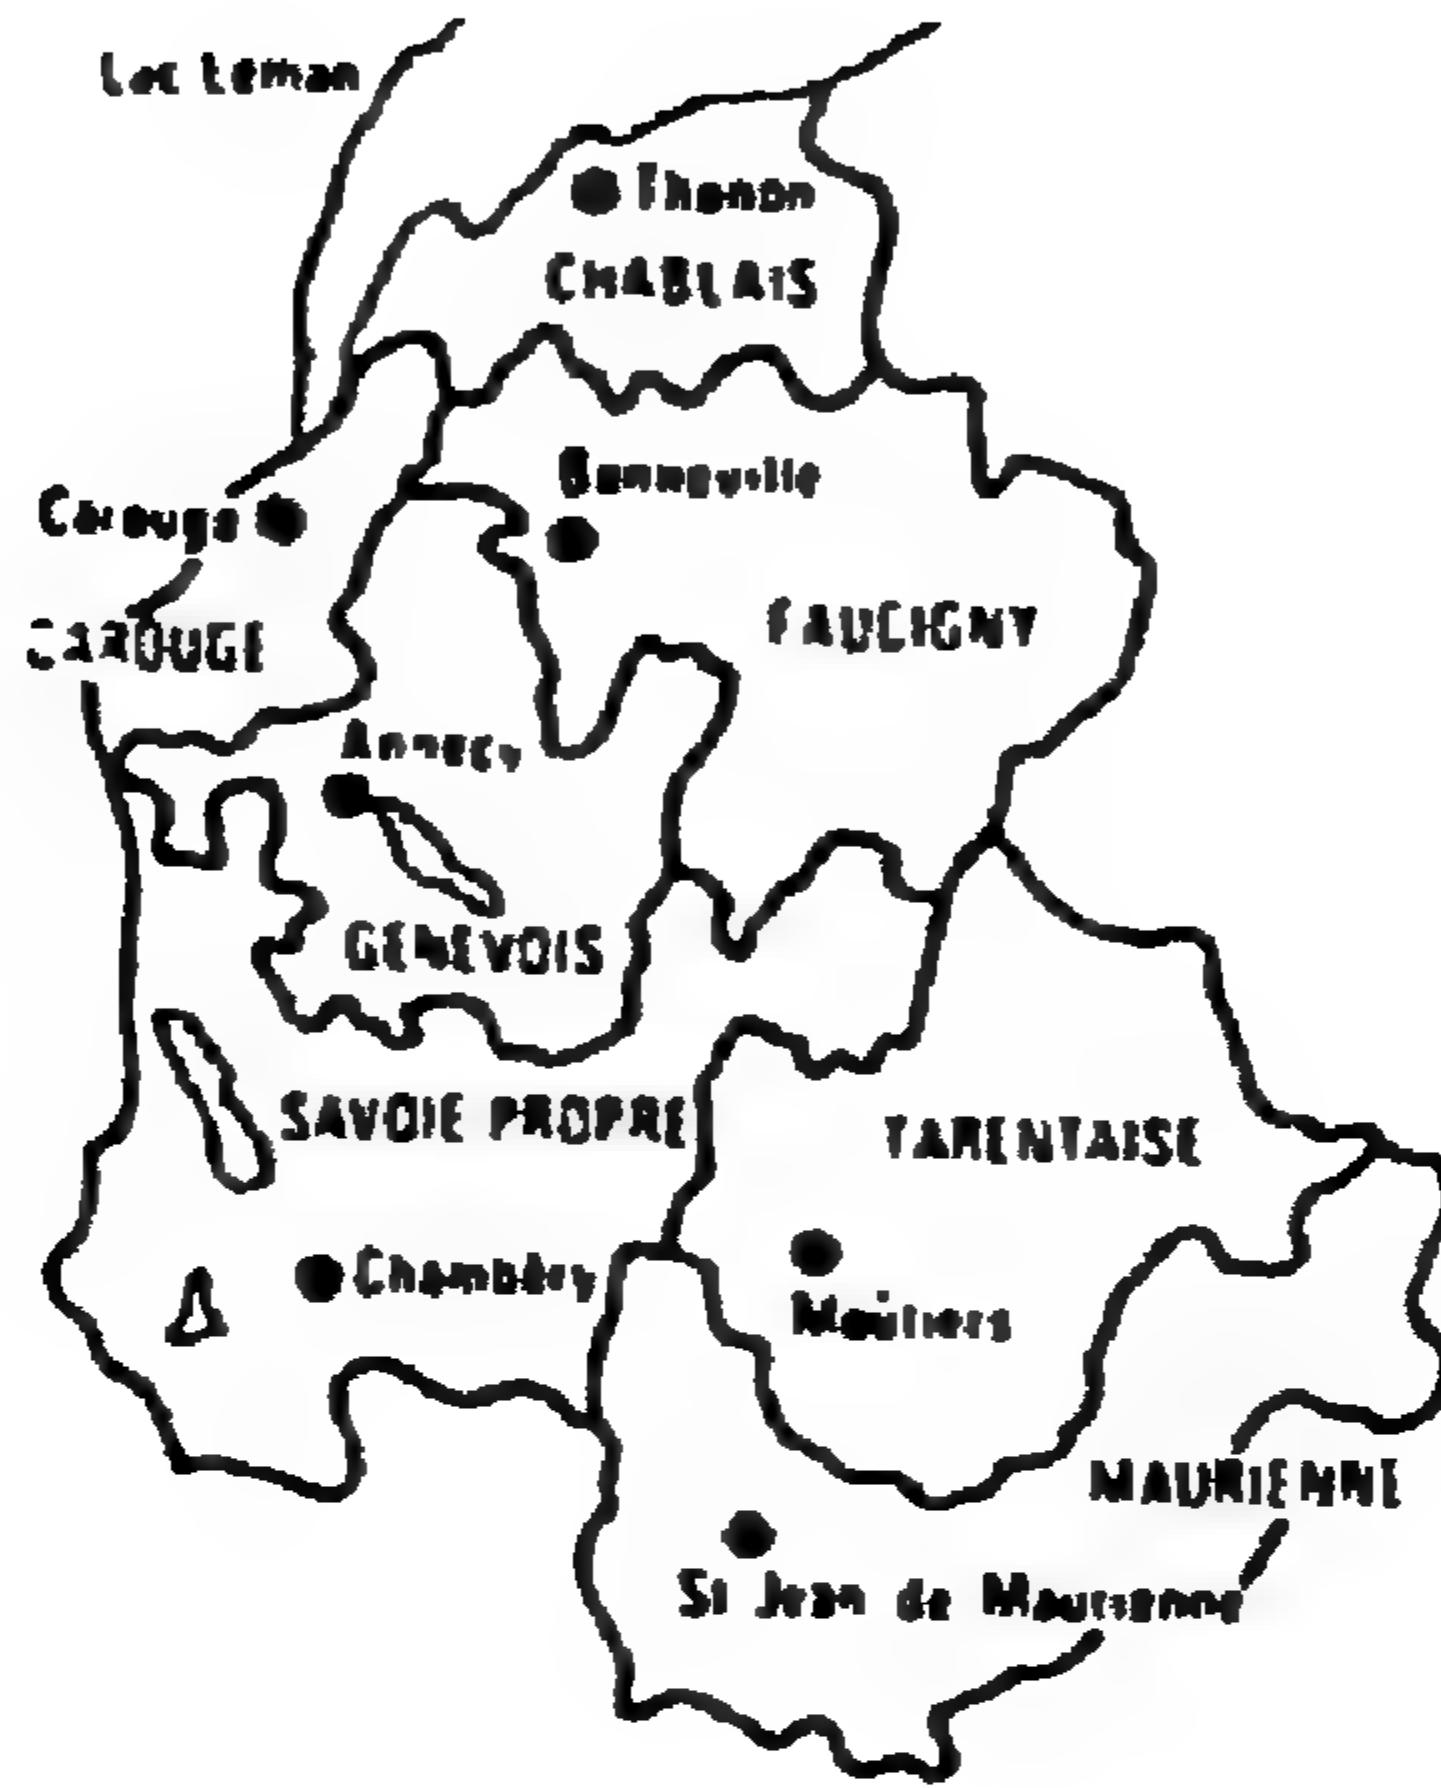 Lac Leman
Thonon
CHABLAIS
Bonneville
Carouge
FAUCIGNY
CAROUGE
Annecy
GENEVOIS
SAVOIE PROPRE
TARENTAISE
Chambéry
Moûtiers
MAURIENNE
St Jean de Maurienne